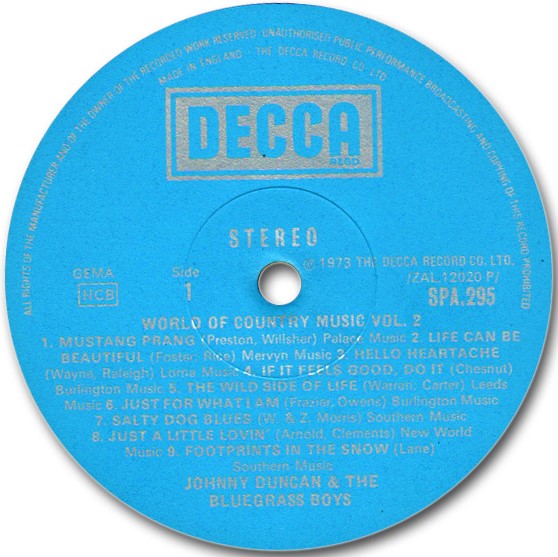 ALL RIGHTS OF THE MANUFACTURER AND OF THE OWNER OF THE RECORDED WORK RESERVED UNAUTHORISED PUBLIC PERFORMANCE BROADCASTING AND COPYING OF THIS RECORD PROHIBITED
MADE IN ENGLAND · THE DECCA RECORD CO LTD
DECCA
STEREO
℗ 1973 THE DECCA RECORD CO. LTD.
GEMA
Side
/ZAL.12020 P/
HCB
1
SPA.295
WORLD OF COUNTRY MUSIC VOL. 2
1. MUSTANG PRANG (Preston, Willsher) Palace Music 2. LIFE CAN BE
BEAUTIFUL (Foster, Rice) Mervyn Music 3. HELLO HEARTACHE
(Wayne, Raleigh) Lorna Music 4. IF IT FEELS GOOD, DO IT (Chesnut)
Burlington Music 5. THE WILD SIDE OF LIFE (Warren, Carter) Leeds
Music 6. JUST FOR WHAT I AM (Frazier, Owens) Burlington Music
7. SALTY DOG BLUES (W. & Z. Morris) Southern Music
8. JUST A LITTLE LOVIN' (Arnold, Clements) New World
Music 9. FOOTPRINTS IN THE SNOW (Lane)
Southern Music
JOHNNY DUNCAN & THE
BLUEGRASS BOYS